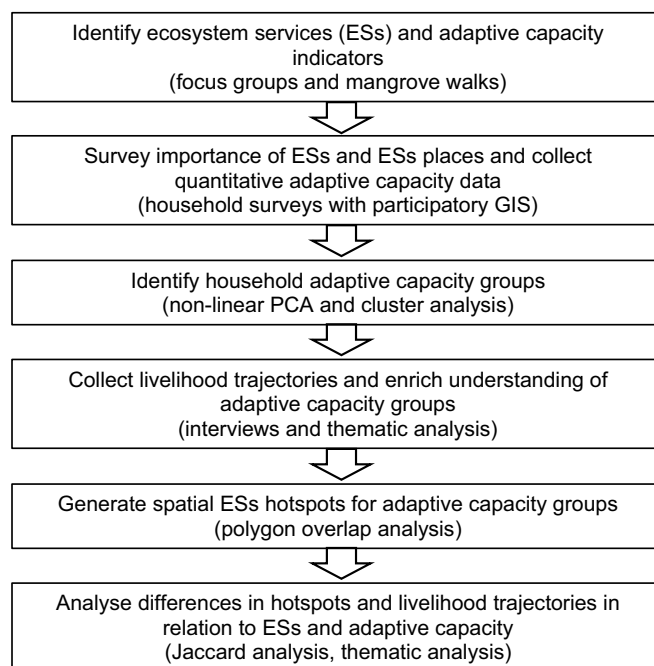 Identify ecosystem services (ESs) and adaptive capacity
indicators
(focus groups and mangrove walks)
Survey importance of ESs and ESs places and collect
quantitative adaptive capacity data
(household surveys with participatory GIS)
Identify household adaptive capacity groups
(non-linear PCA and cluster analysis)
Collect livelihood trajectories and enrich understanding of
adaptive capacity groups
(interviews and thematic analysis)
Generate spatial ESs hotspots for adaptive capacity groups
(polygon overlap analysis)
Analyse differences in hotspots and livelihood trajectories in
relation to ESs and adaptive capacity
(Jaccard analysis, thematic analysis)